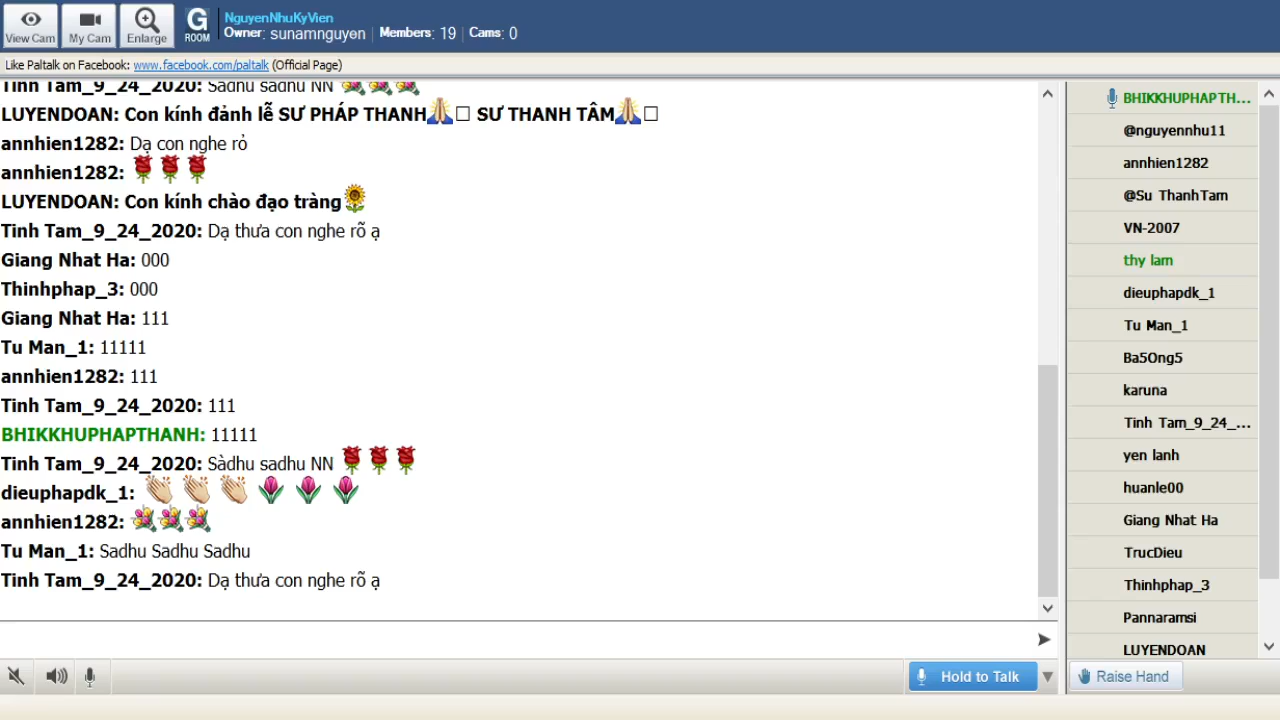 View Cam
My Cam
Enlarge
G
ROOM
NguyenNhuKyVien
Owner: sunamnguyen | Members: 19 | Cams: 0
Like Paltalk on Facebook: www.facebook.com/paltalk (Official Page)
Tinh Tam_9_24_2020: Sadhu sadhu NN
LUYENDOAN: Con kính đảnh lễ SƯ PHÁP THANH SƯ THANH TÂM
annhien1282: Dạ con nghe rỏ
annhien1282:
LUYENDOAN: Con kính chào đạo tràng
Tinh Tam_9_24_2020: Dạ thưa con nghe rõ ạ
Giang Nhat Ha: 000
Thinhphap_3: 000
Giang Nhat Ha: 111
Tu Man_1: 11111
annhien1282: 111
Tinh Tam_9_24_2020: 111
BHIKKHUPHAPTHANH: 11111
Tinh Tam_9_24_2020: Sàdhu sadhu NN
dieuphapdk_1:
annhien1282:
Tu Man_1: Sadhu Sadhu Sadhu
Tinh Tam_9_24_2020: Dạ thưa con nghe rõ ạ
BHIKKHUPHAPTH...
@nguyennhu11
annhien1282
@Su ThanhTam
VN-2007
thy lam
dieuphapdk_1
Tu Man_1
Ba5Ong5
karuna
Tinh Tam_9_24_...
yen lanh
huanle00
Giang Nhat Ha
TrucDieu
Thinhphap_3
Pannaramsi
LUYENDOAN
Hold to Talk
Raise Hand